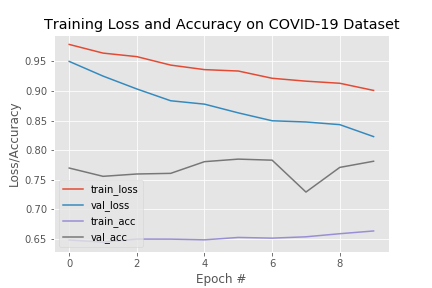 Training Loss and Accuracy on COVID-19 Dataset
Loss/Accuracy
0.95
0.90
0.85
0.80
0.75
0.70
0.65
train_loss
val_loss
train_acc
val_acc
0 2 4 6 8
Epoch #